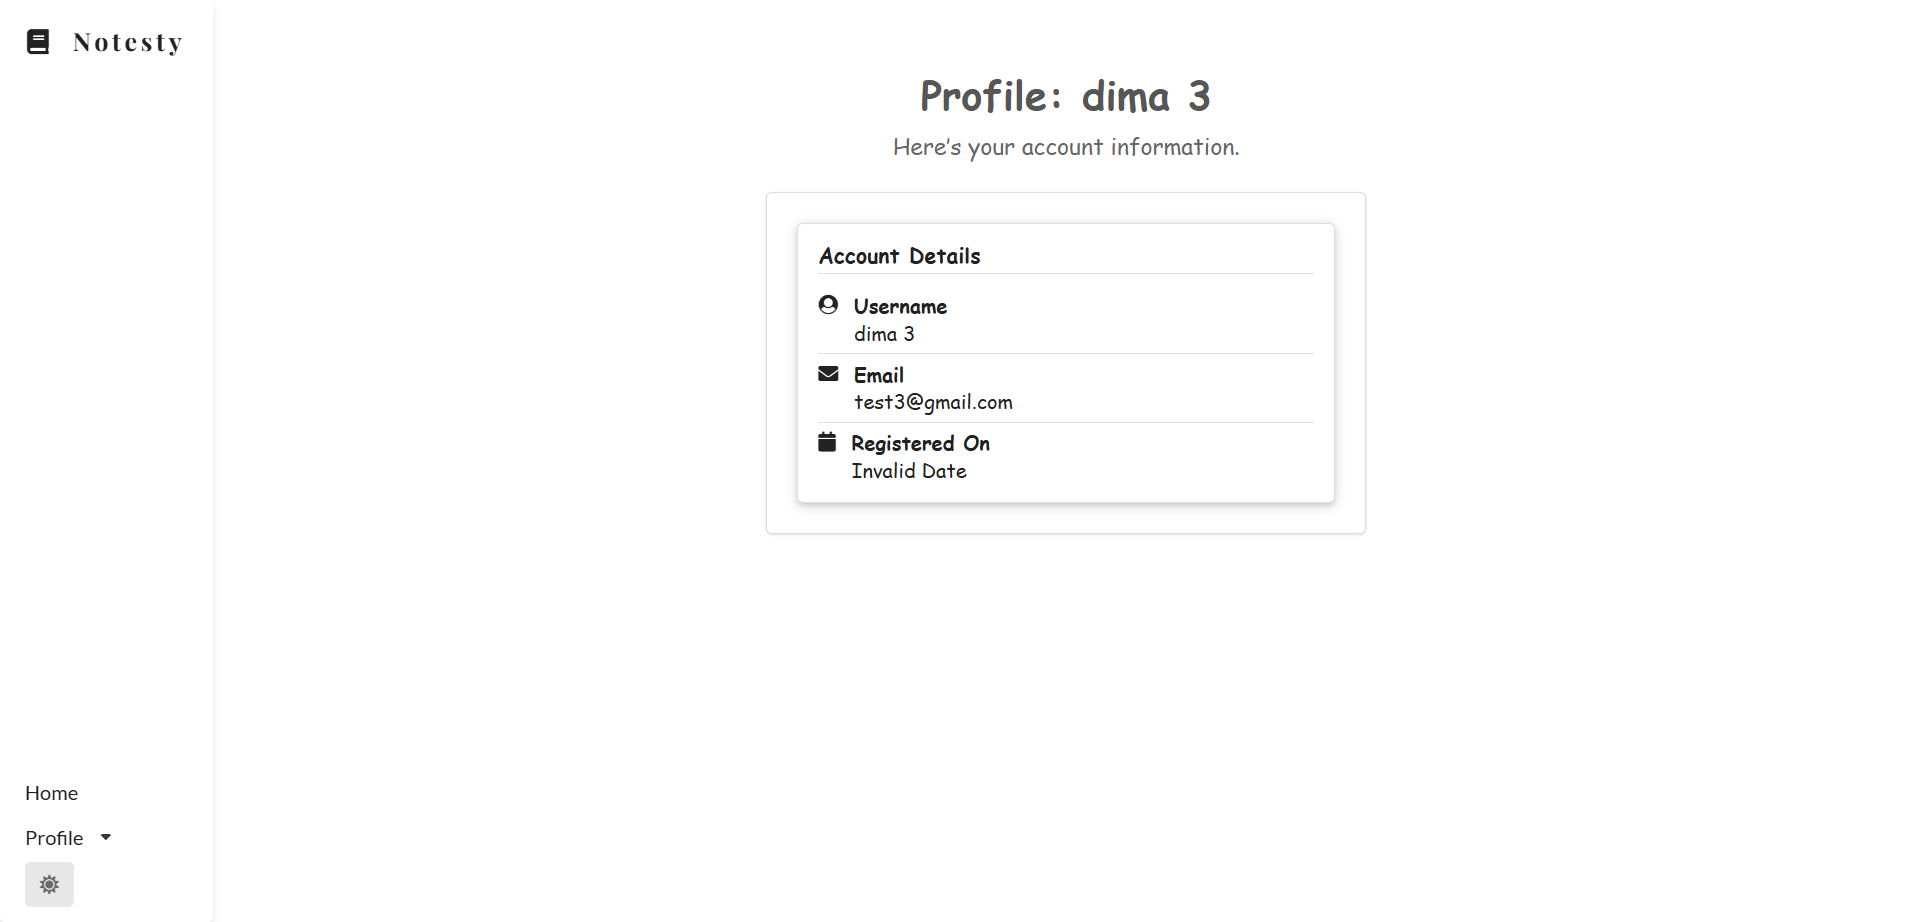 Notesty
Profile: dima 3
Here's your account information.
Account Details
Username
dima 3
Email
test3@gmail.com
Registered On
Invalid Date
Home
Profile